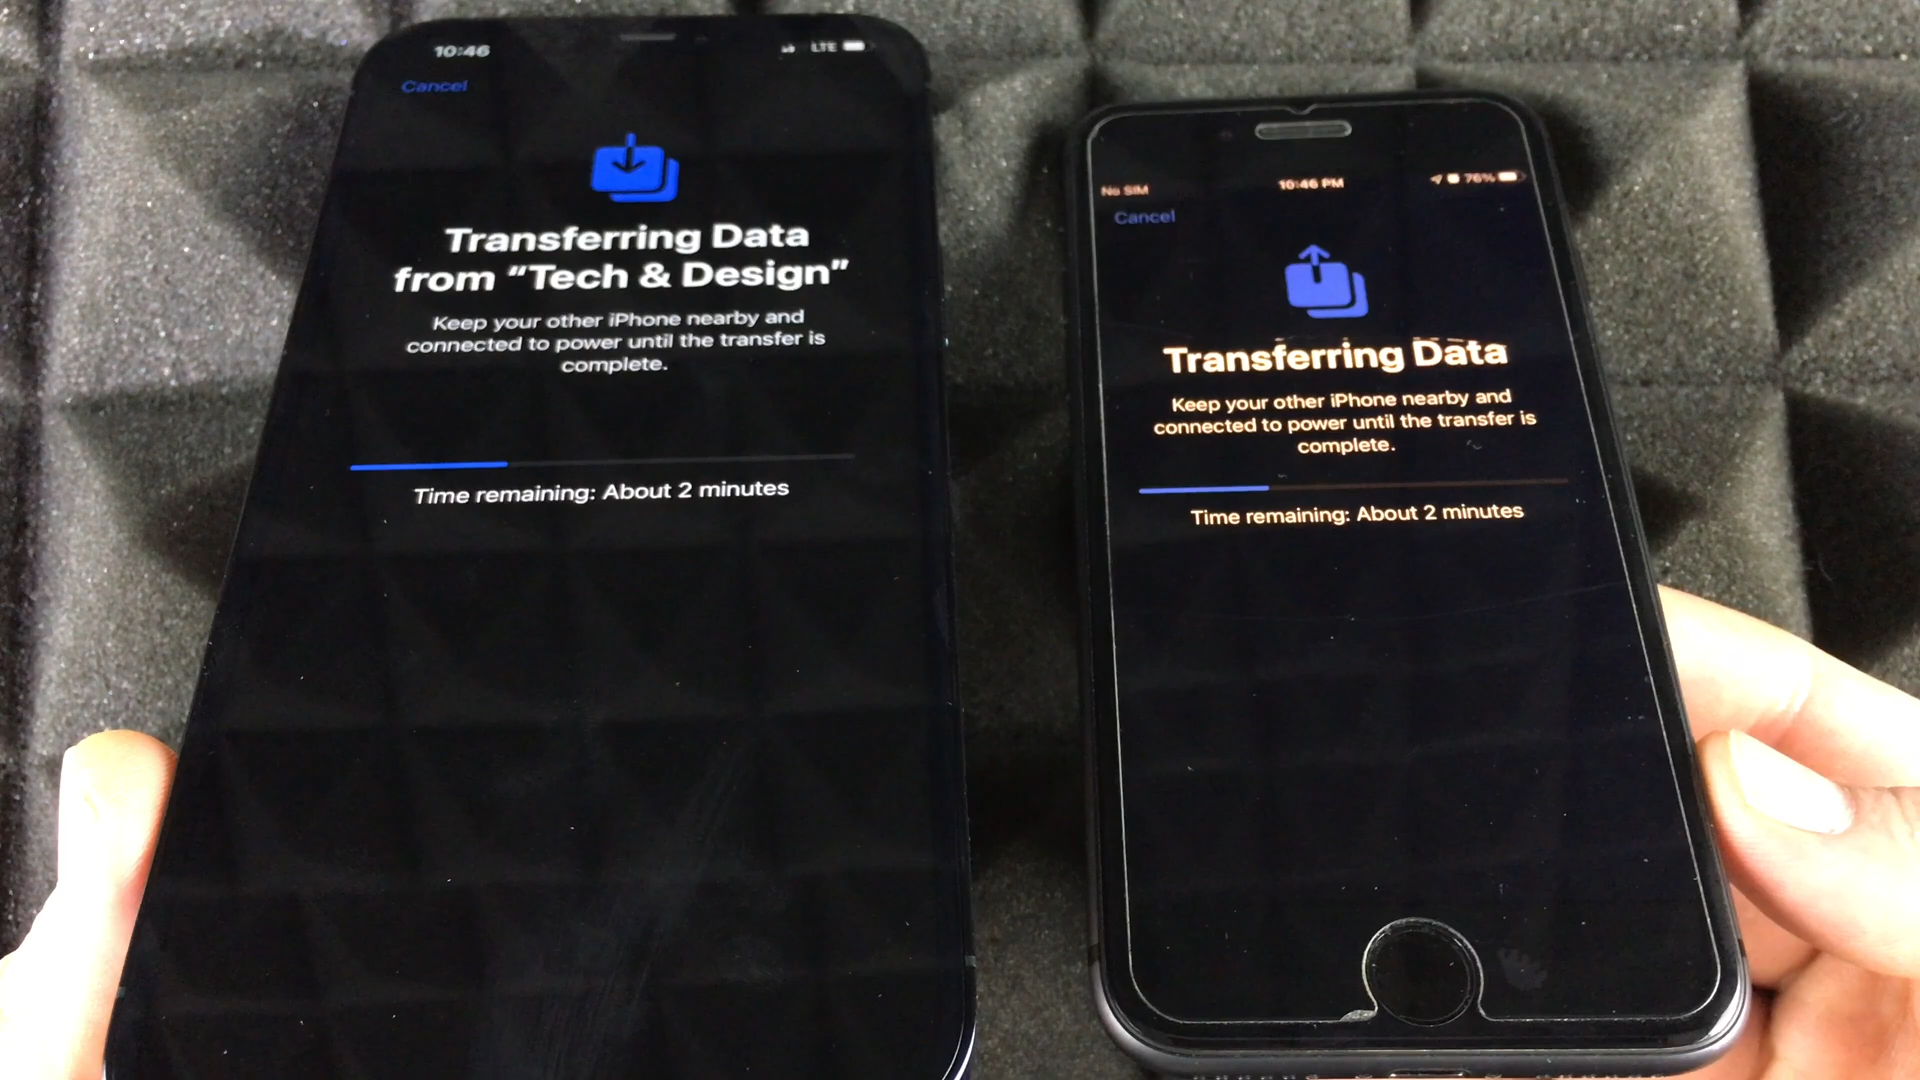 10:46
LTE
Cancel
Transferring Data
from “Tech & Design”
Keep your other iPhone nearby and
connected to power until the transfer is
complete.
Time remaining: About 2 minutes
No SIM
10:46 PM
76%
Cancel
Transferring Data
Keep your other iPhone nearby and
connected to power until the transfer is
complete.
Time remaining: About 2 minutes